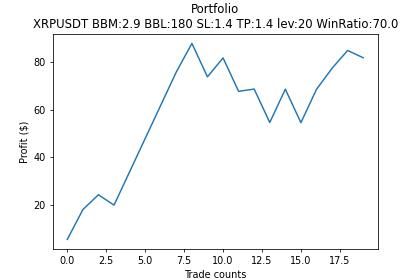 Portfolio
XRPUSDT BBM:2.9 BBL:180 SL:1.4 TP:1.4 lev:20 WinRatio:70.0
80
60
40
20
Profit ($)
0.0 2.5 5.0 7.5 10.0 12.5 15.0 17.5
Trade counts